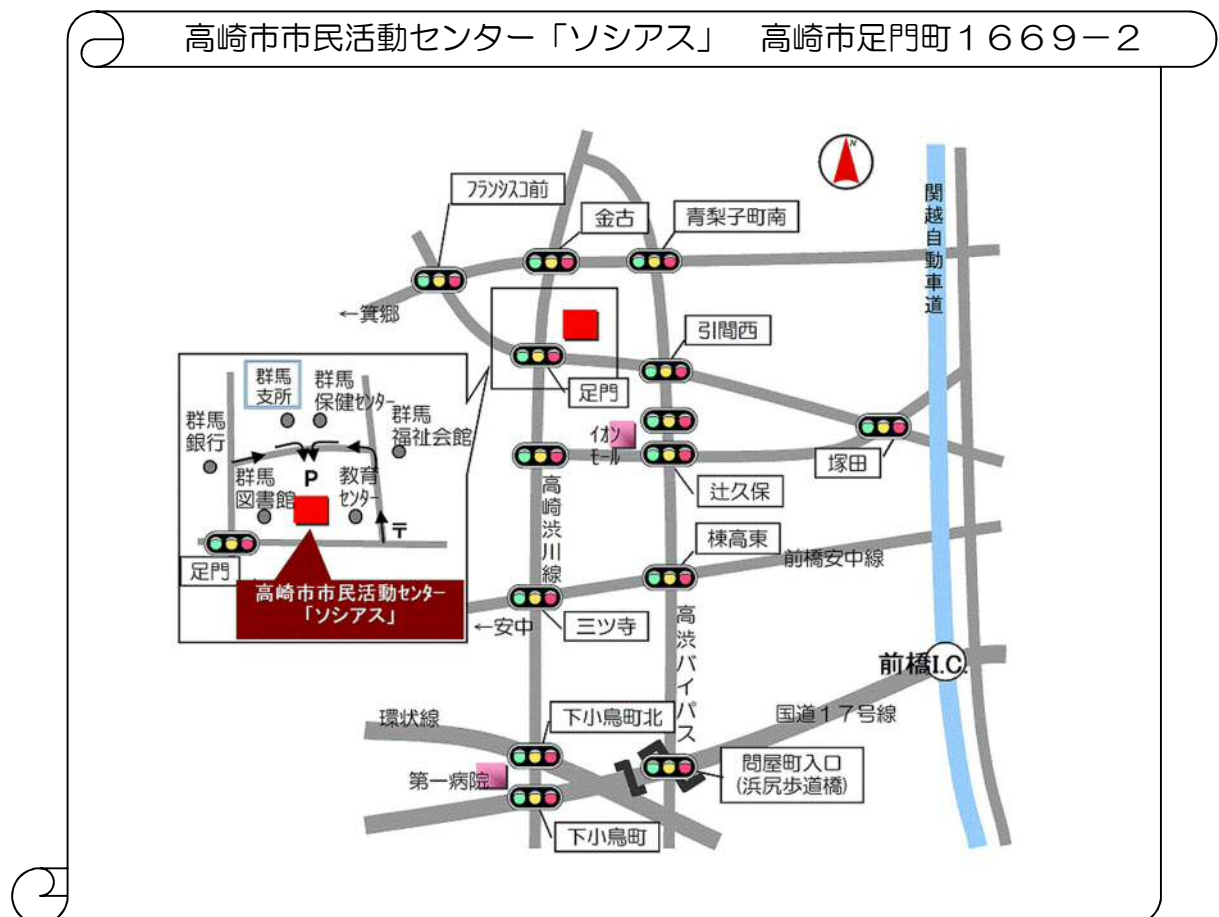 高崎市市民活動センター「ソシアス」　高崎市足門町１６６９－２
N
フランシスコ前
金古
青梨子町南
関越自動車道
←箕郷
引間西
足門
イオン
モール
塚田
辻久保
高崎渋川線
棟高東
前橋安中線
三ツ寺
←安中
高渋バイパス
前橋I.C.
環状線
下小鳥町北
国道１７号線
第一病院
問屋町入口
(浜尻歩道橋)
下小鳥町
群馬
支所
群馬
保健センター
群馬
銀行
群馬
福祉会館
P
群馬
図書館
教育
センター
〒
足門
高崎市市民活動センター
「ソシアス」